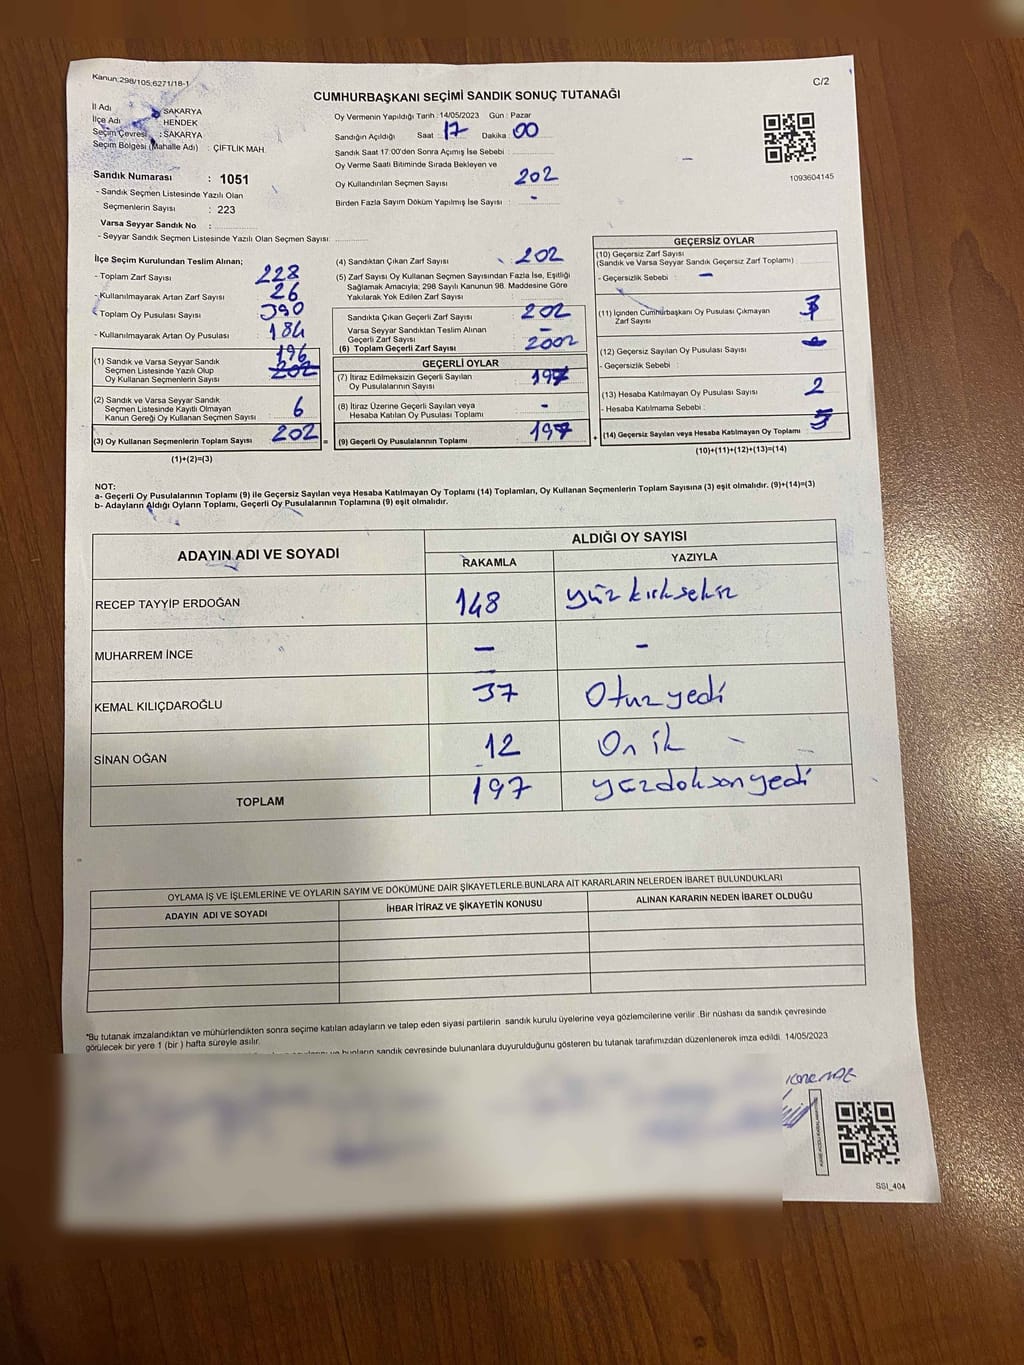 Kanun:298/105,6271/18-1
C/2
CUMHURBAŞKANI SEÇİMİ SANDIK SONUÇ TUTANAĞI
İl Adı : SAKARYA
İlçe Adı : HENDEK
Seçim Çevresi : SAKARYA
Seçim Bölgesi (Mahalle Adı) : ÇİFTLİK MAH.
Sandık Numarası : 1051
- Sandık Seçmen Listesinde Yazılı Olan
Seçmenlerin Sayısı : 223
Varsa Seyyar Sandık No :
- Seyyar Sandık Seçmen Listesinde Yazılı Olan Seçmen Sayısı:
Oy Vermenin Yapıldığı Tarih : 14/05/2023 Gün : Pazar
Sandığın Açıldığı Saat 17 Dakika 00
Sandık Saat 17:00'den Sonra Açımış İse Sebebi :
Oy Verme Saati Bitiminde Sırada Bekleyen ve
Oy Kullandırılan Seçmen Sayısı 202
Birden Fazla Sayım Döküm Yapılmış İse Sayısı : -
1093604145
İlçe Seçim Kurulundan Teslim Alınan;
- Toplam Zarf Sayısı 228
- Kullanılmayarak Artan Zarf Sayısı 26
- Toplam Oy Pusulası Sayısı 390
- Kullanılmayarak Artan Oy Pusulası 184
196
(1) Sandık ve Varsa Seyyar Sandık
Seçmen Listesinde Yazılı Olup 202
Oy Kullanan Seçmenlerin Sayısı
(2) Sandık ve Varsa Seyyar Sandık
Seçmen Listesinde Kayıtlı Olmayan 6
Kanun Gereği Oy Kullanan Seçmen Sayısı
(3) Oy Kullanan Seçmenlerin Toplam Sayısı 202 =
(1)+(2)=(3)
(4) Sandıktan Çıkan Zarf Sayısı : 202
(5) Zarf Sayısı Oy Kullanan Seçmen Sayısından Fazla İse, Eşitliği
Sağlamak Amacıyla; 298 Sayılı Kanunun 98. Maddesine Göre
Yakılarak Yok Edilen Zarf Sayısı :
Sandıkta Çıkan Geçerli Zarf Sayısı : 202
Varsa Seyyar Sandıktan Teslim Alınan
Geçerli Zarf Sayısı : -
(6) Toplam Geçerli Zarf Sayısı : 2002
GEÇERLİ OYLAR
(7) İtiraz Edilmeksizin Geçerli Sayılan
Oy Pusulalarının Sayısı : 197
(8) İtiraz Üzerine Geçerli Sayılan veya
Hesaba Katılan Oy Pusulası Toplamı : -
(9) Geçerli Oy Pusulalarının Toplamı : 197 +
GEÇERSİZ OYLAR
(10) Geçersiz Zarf Sayısı
(Sandık ve Varsa Seyyar Sandık Geçersiz Zarf Toplamı)
- Geçersizlik Sebebi : -
(11) İçinden Cumhurbaşkanı Oy Pusulası Çıkmayan
Zarf Sayısı : 3
(12) Geçersiz Sayılan Oy Pusulası Sayısı :
- Geçersizlik Sebebi :
(13) Hesaba Katılmayan Oy Pusulası Sayısı : 2
- Hesaba Katılmama Sebebi :
(14) Geçersiz Sayılan veya Hesaba Katılmayan Oy Toplamı : 5
(10)+(11)+(12)+(13)=(14)
NOT:
a- Geçerli Oy Pusulalarının Toplamı (9) ile Geçersiz Sayılan veya Hesaba Katılmayan Oy Toplamı (14) Toplamları, Oy Kullanan Seçmenlerin Toplam Sayısına (3) eşit olmalıdır. (9)+(14)=(3)
b- Adayların Aldığı Oyların Toplamı, Geçerli Oy Pusulalarının Toplamına (9) eşit olmalıdır.
ADAYIN ADI VE SOYADI
ALDIĞI OY SAYISI
RAKAMLA YAZIYLA
RECEP TAYYİP ERDOĞAN 148 yüz kırk sekiz
MUHARREM İNCE - -
KEMAL KILIÇDAROĞLU 37 Otuz yedi
SİNAN OĞAN 12 On ik
TOPLAM 197 yüzdoksanyedi
OYLAMA İŞ VE İŞLEMLERİNE VE OYLARIN SAYIM VE DÖKÜMÜNE DAİR ŞİKAYETLERLE BUNLARA AİT KARARLARIN NELERDEN İBARET BULUNDUKLARI
ADAYIN ADI VE SOYADI İHBAR İTİRAZ VE ŞİKAYETİN KONUSU ALINAN KARARIN NEDEN İBARET OLDUĞU
*Bu tutanak imzalandıktan ve mühürlendikten sonra seçime katılan adayların ve talep eden siyasi partilerin sandık kurulu üyelerine veya gözlemcilerine verilir. Bir nüshası da sandık çevresinde
görülecek bir yere 1 (bir) hafta süreyle asılır.
bunların sandık çevresinde bulunanlara duyurulduğunu gösteren bu tutanak tarafımızdan düzenlenerek imza edildi. 14/05/2023
SSI_404